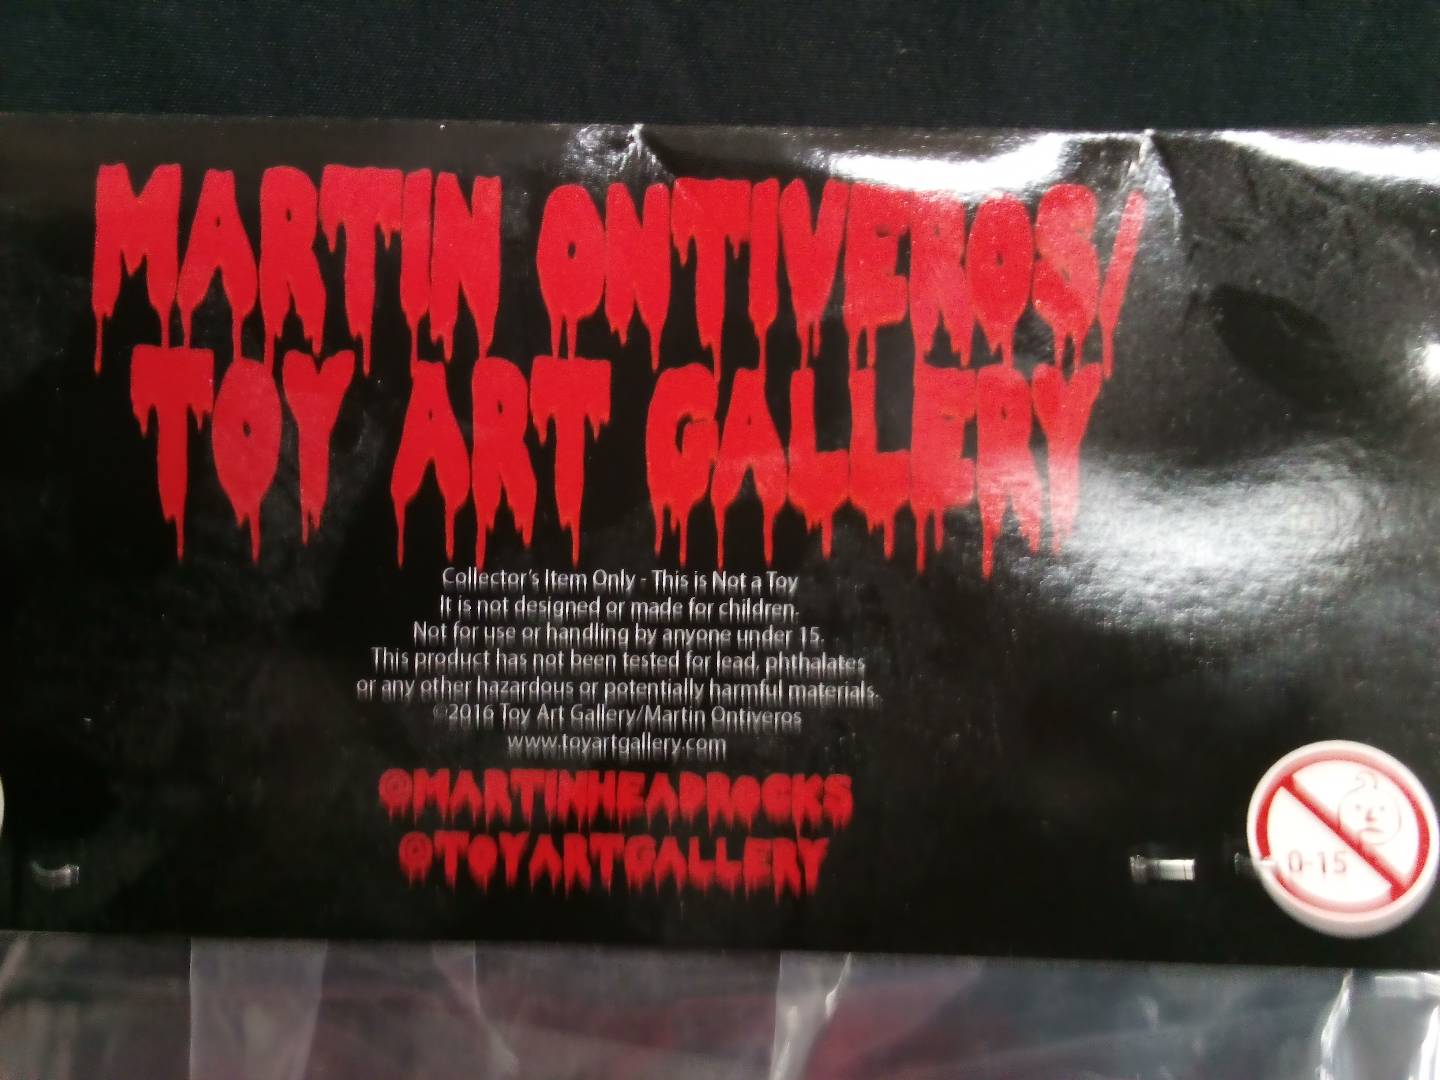 MARTIN ONTIVEROS/
TOY ART GALLERY
Collector's Item Only - This is Not a Toy
It is not designed or made for children.
Not for use or handling by anyone under 15.
This product has not been tested for lead, phthalates
or any other hazardous or potentially harmful materials.
©2016 Toy Art Gallery/Martin Ontiveros
www.toyartgallery.com
@MARTINHEADROCKS
@TOYARTGALLERY
0-15